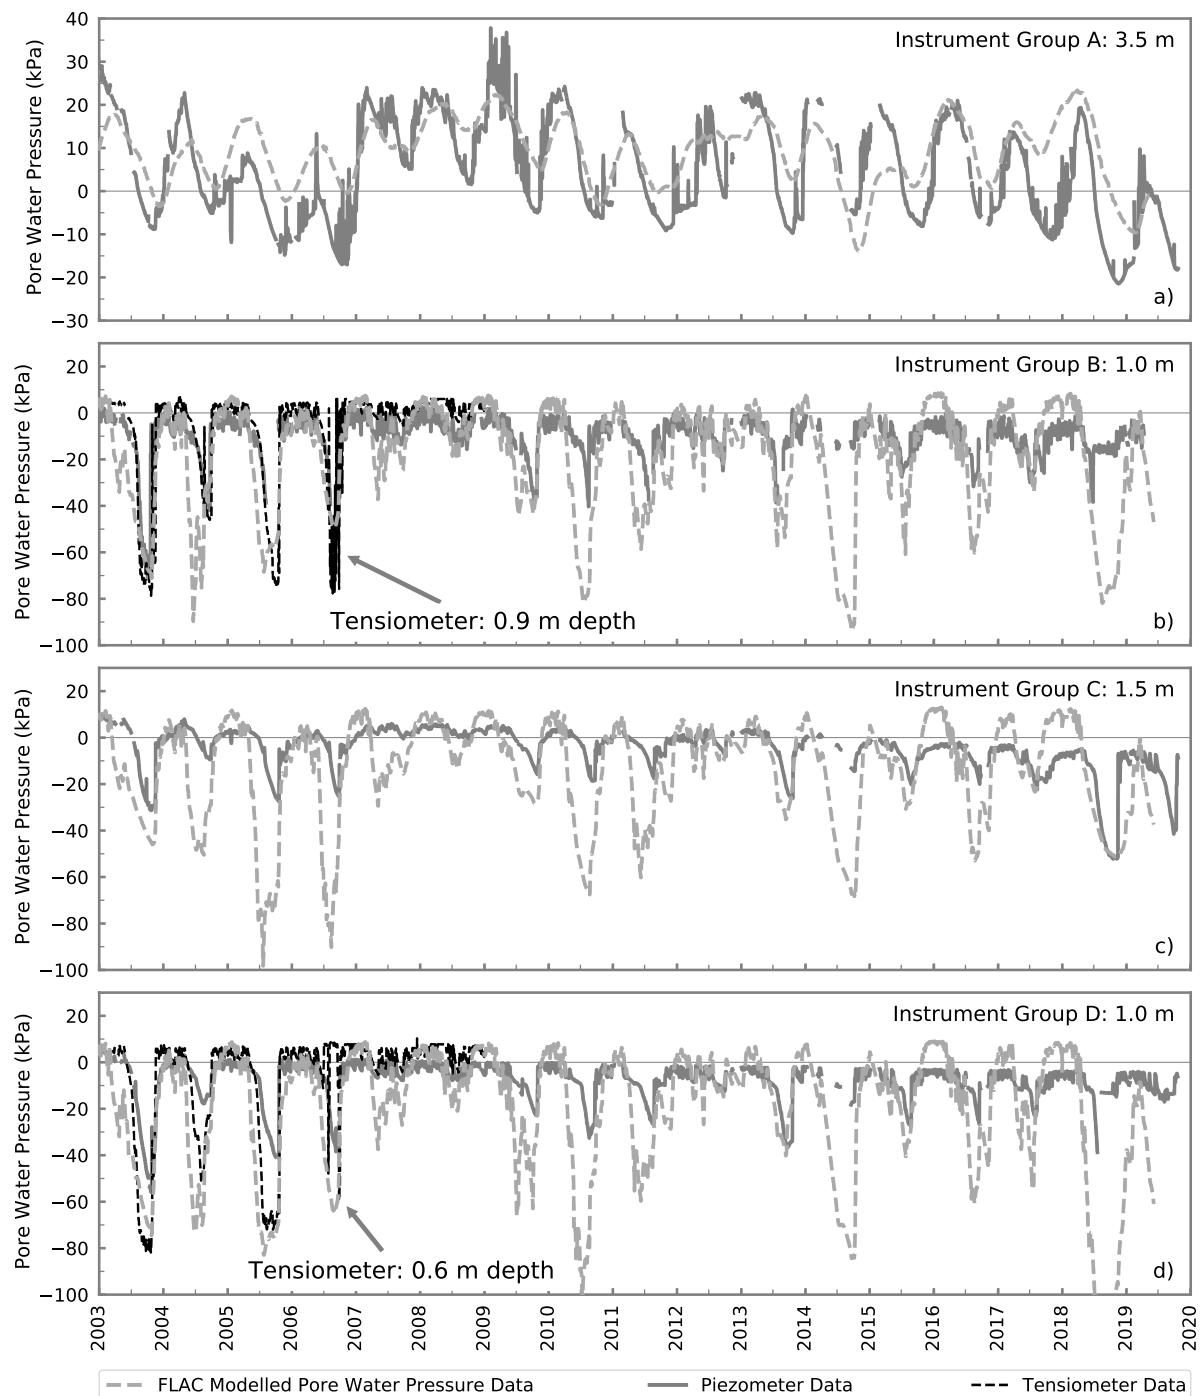 40
30
20
10
0
−10
−20
−30
Pore Water Pressure (kPa)
Instrument Group A: 3.5 m
a)
20
0
−20
−40
−60
−80
−100
Pore Water Pressure (kPa)
Instrument Group B: 1.0 m
Tensiometer: 0.9 m depth
b)
20
0
−20
−40
−60
−80
−100
Pore Water Pressure (kPa)
Instrument Group C: 1.5 m
c)
20
0
−20
−40
−60
−80
−100
Pore Water Pressure (kPa)
Instrument Group D: 1.0 m
Tensiometer: 0.6 m depth
d)
2003 2004 2005 2006 2007 2008 2009 2010 2011 2012 2013 2014 2015 2016 2017 2018 2019 2020
FLAC Modelled Pore Water Pressure Data Piezometer Data Tensiometer Data